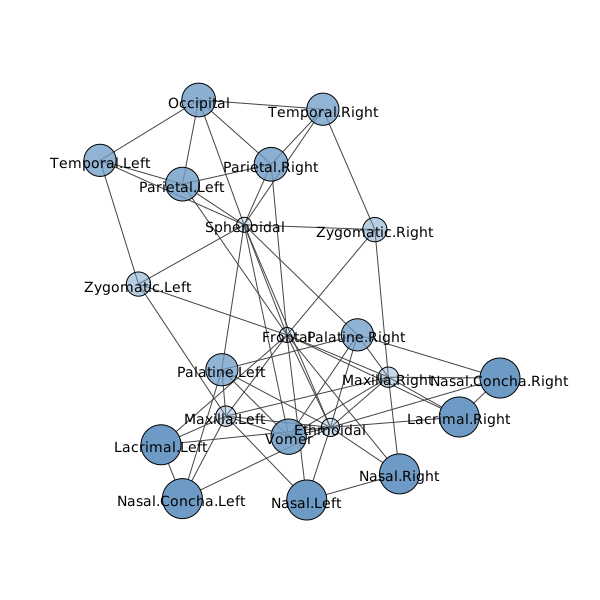 Occipital
Temporal.Right
Temporal.Left
Parietal.Right
Parietal.Left
Sphenoidal
Zygomatic.Right
Zygomatic.Left
Frontal
Palatine.Right
Palatine.Left
Maxilla.Right
Nasal.Concha.Right
Maxilla.Left
Lacrimal.Right
Ethmoidal
Vomer
Lacrimal.Left
Nasal.Right
Nasal.Concha.Left
Nasal.Left